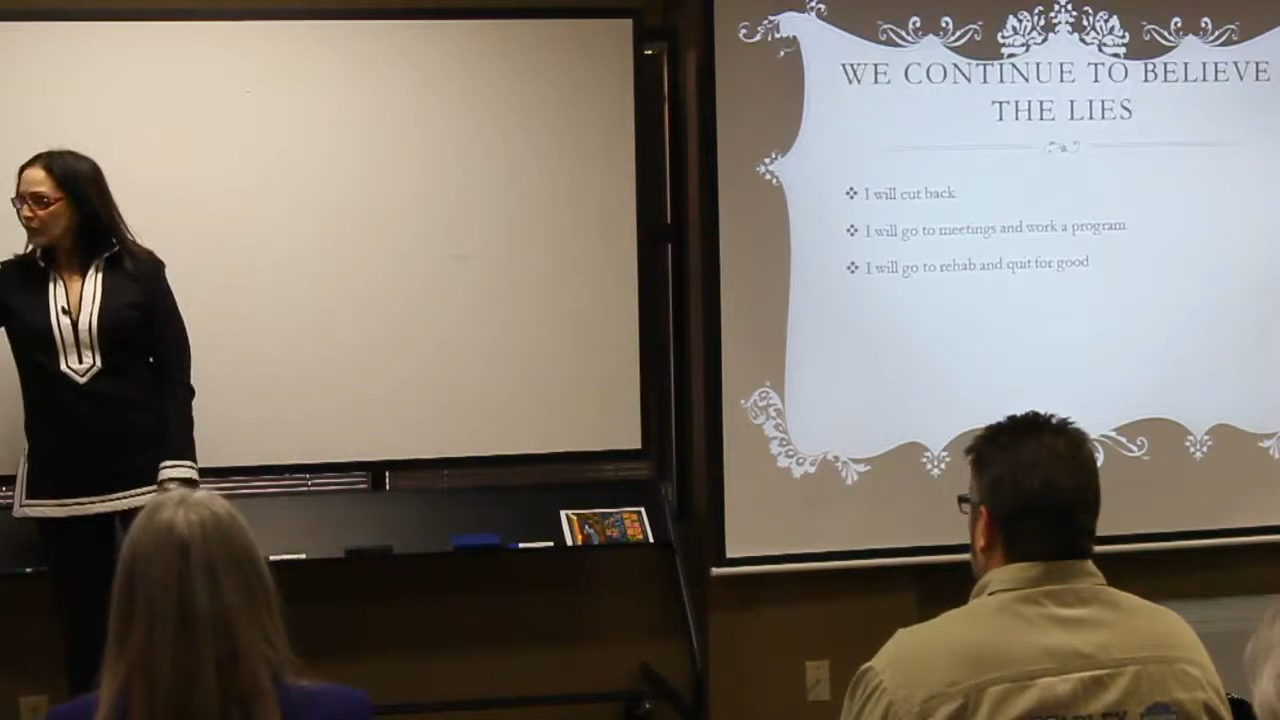 WE CONTINUE TO BELIEVE
THE LIES
❖ I will cut back
❖ I will go to meetings and work a program
❖ I will go to rehab and quit for good